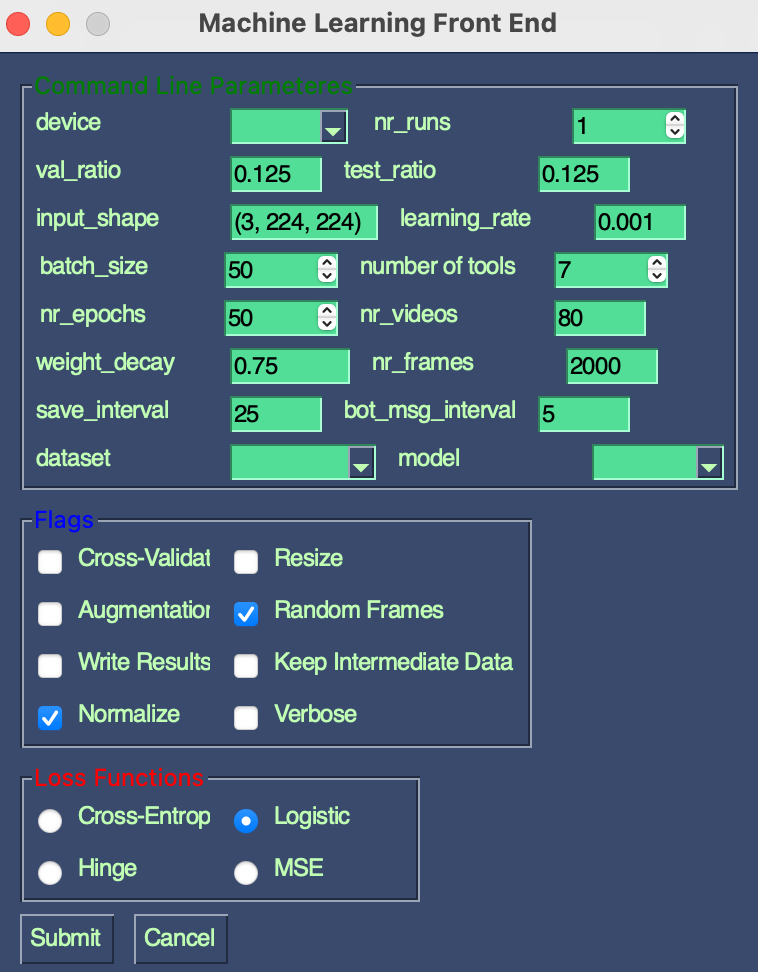 Machine Learning Front End
Command Line Parameteres
device nr_runs 1
val_ratio 0.125 test_ratio 0.125
input_shape (3, 224, 224) learning_rate 0.001
batch_size 50 number of tools 7
nr_epochs 50 nr_videos 80
weight_decay 0.75 nr_frames 2000
save_interval 25 bot_msg_interval 5
dataset model
Flags
Cross-Validat Resize
Augmentation Random Frames
Write Results Keep Intermediate Data
Normalize Verbose
Loss Functions
Cross-Entrop Logistic
Hinge MSE
Submit Cancel